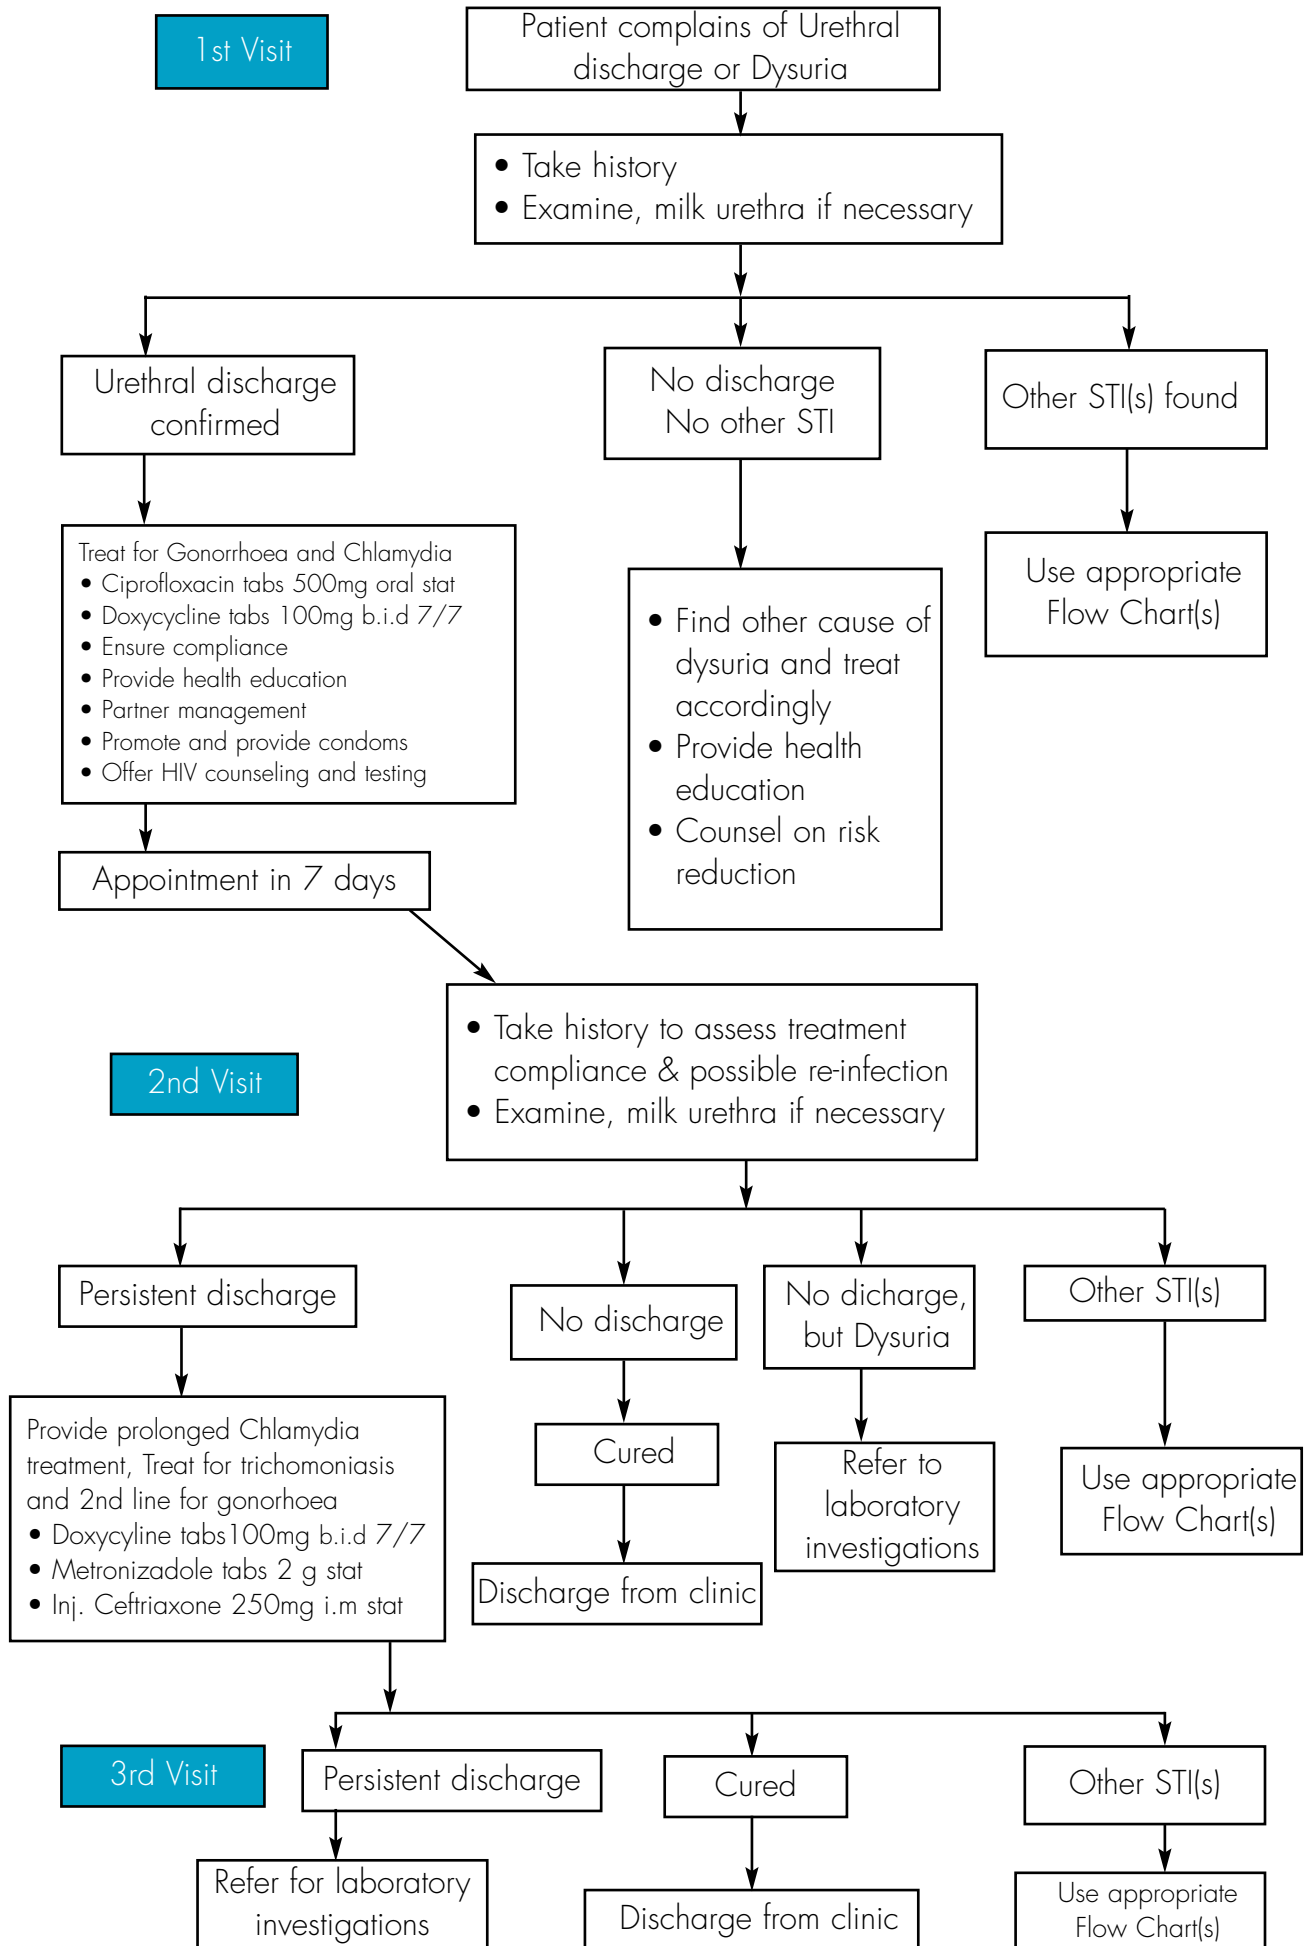 1st Visit
Patient complains of Urethral
discharge or Dysuria
• Take history
• Examine, milk urethra if necessary
Urethral discharge
confirmed
No discharge
No other STI
Other STI(s) found
Treat for Gonorrhoea and Chlamydia
• Ciprofloxacin tabs 500mg oral stat
• Doxycycline tabs 100mg b.i.d 7/7
• Ensure compliance
• Provide health education
• Partner management
• Promote and provide condoms
• Offer HIV counseling and testing
• Find other cause of
dysuria and treat
accordingly
• Provide health
education
• Counsel on risk
reduction
Use appropriate
Flow Chart(s)
Appointment in 7 days
2nd Visit
• Take history to assess treatment
compliance & possible re-infection
• Examine, milk urethra if necessary
Persistent discharge
No discharge
No dicharge,
but Dysuria
Other STI(s)
Provide prolonged Chlamydia
treatment, Treat for trichomoniasis
and 2nd line for gonorhoea
• Doxycyline tabs100mg b.i.d 7/7
• Metronizadole tabs 2 g stat
• Inj. Ceftriaxone 250mg i.m stat
Cured
Discharge from clinic
Refer to
laboratory
investigations
Use appropriate
Flow Chart(s)
3rd Visit
Persistent discharge
Cured
Other STI(s)
Refer for laboratory
investigations
Discharge from clinic
Use appropriate
Flow Chart(s)